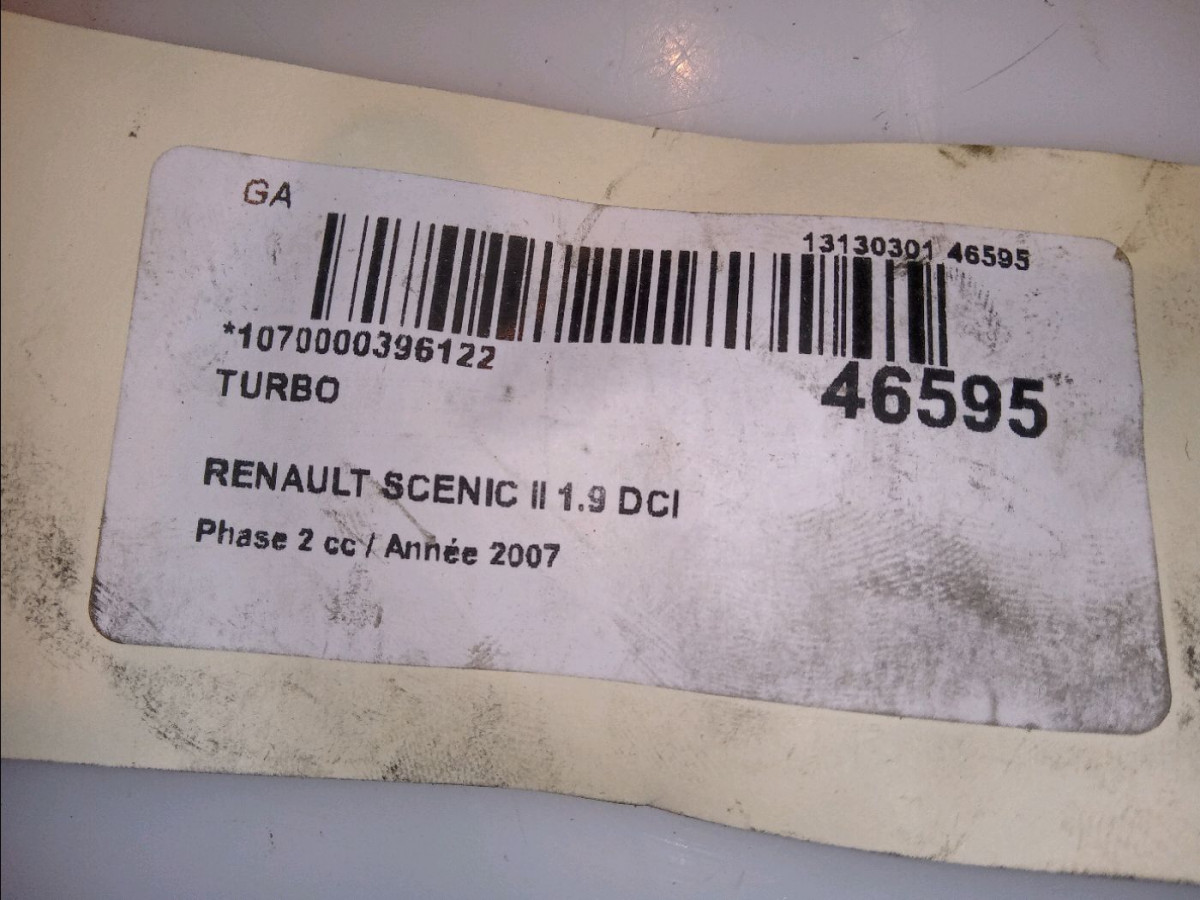 GA
13130301 46595
*1070000396122
46595
TURBO
RENAULT SCENIC II 1.9 DCI
Phase 2 cc / Année 2007